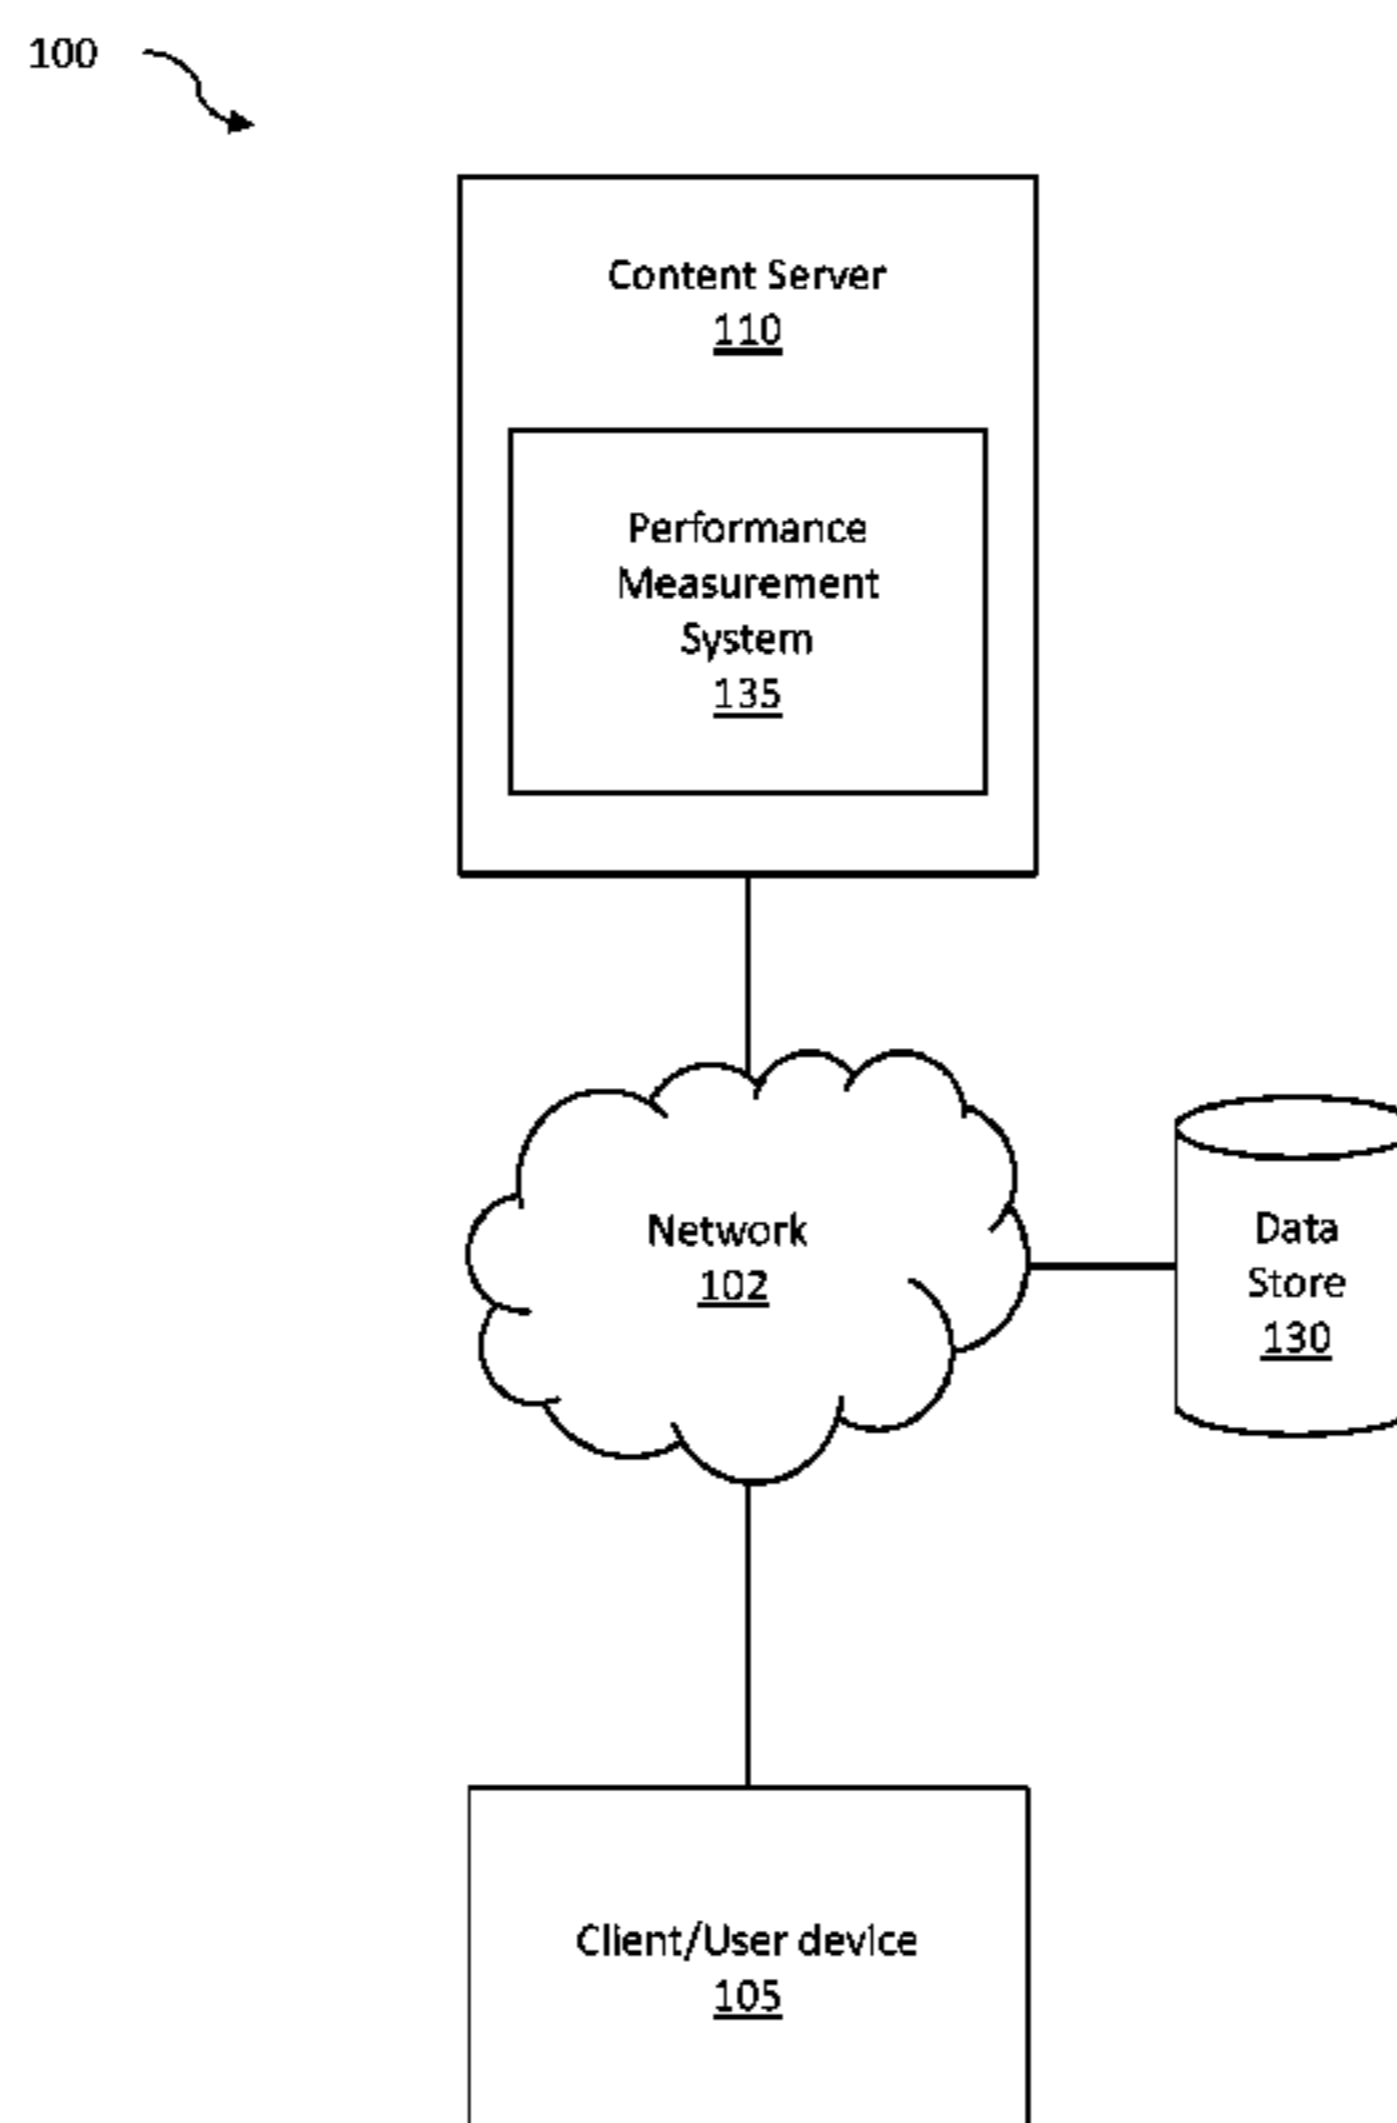 100
Content Server
110
Performance
Measurement
System
135
Network
102
Data
Store
130
Client/User device
105